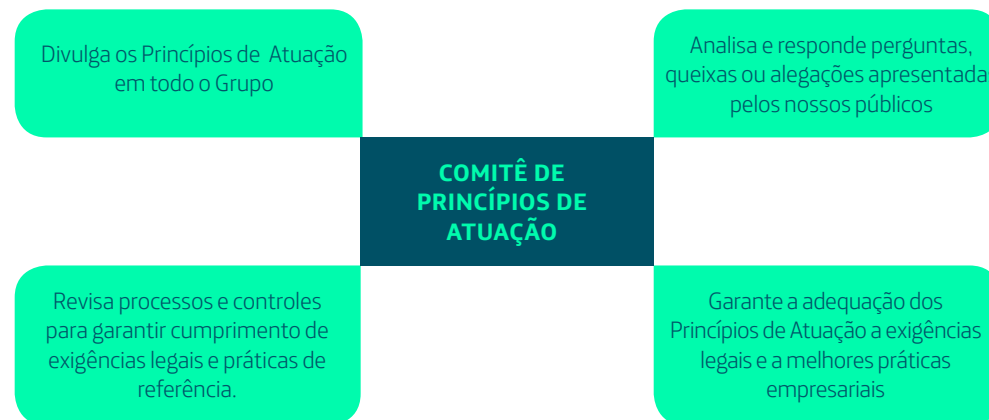 Divulga os Princípios de Atuação
em todo o Grupo
Analisa e responde perguntas,
queixas ou alegações apresentada
pelos nossos públicos
COMITÊ DE
PRINCÍPIOS DE
ATUAÇÃO
Revisa processos e controles
para garantir cumprimento de
exigências legais e práticas de
referência.
Garante a adequação dos
Princípios de Atuação a exigências
legais e a melhores práticas
empresariais